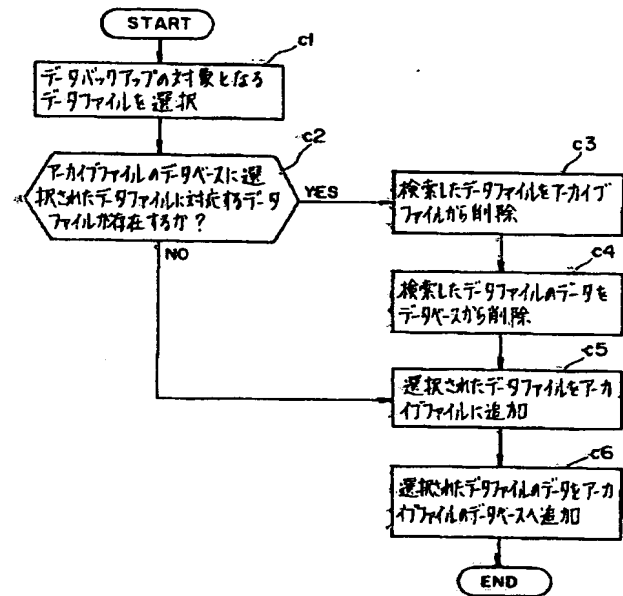 START
c1
データバックアップの対象となる
データファイルを選択
c2
アーカイブファイルのデータベースに選
択されたデータファイルに対応するデータ
ファイルが存在するか?
YES
NO
c3
検索したデータファイルをアーカイブ
ファイルから削除
c4
検索したデータファイルのデータを
データベースから削除
c5
選択されたデータファイルをアーカ
イブファイルに追加
c6
選択されたデータファイルのデータをアーカ
イブファイルのデータベースへ追加
END